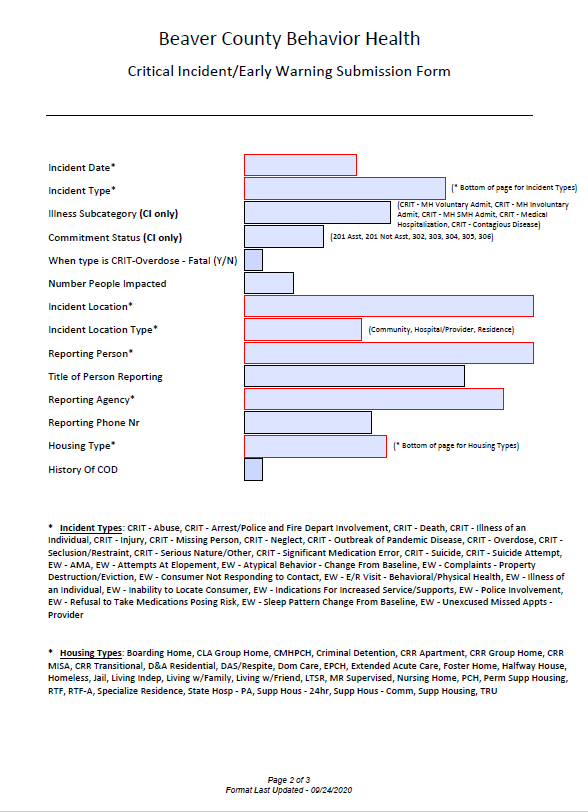 Beaver County Behavior Health
Critical Incident/Early Warning Submission Form
Incident Date*
Incident Type*
(* Bottom of page for Incident Types)
Illness Subcategory (CI only)
(CRIT - MH Voluntary Admit, CRIT - MH Involuntary
Admit, CRIT - MH SMH Admit, CRIT - Medical
Hospitalization, CRIT - Contagious Disease)
Commitment Status (CI only)
(201 Asst, 201 Not Asst, 302, 303, 304, 305, 306)
When type is CRIT-Overdose - Fatal (Y/N)
Number People Impacted
Incident Location*
Incident Location Type*
(Community, Hospital/Provider, Residence)
Reporting Person*
Title of Person Reporting
Reporting Agency*
Reporting Phone Nr
Housing Type*
(* Bottom of page for Housing Types)
History Of COD
* Incident Types: CRIT - Abuse, CRIT - Arrest/Police and Fire Depart Involvement, CRIT - Death, CRIT - Illness of an
Individual, CRIT - Injury, CRIT - Missing Person, CRIT - Neglect, CRIT - Outbreak of Pandemic Disease, CRIT - Overdose, CRIT -
Seclusion/Restraint, CRIT - Serious Nature/Other, CRIT - Significant Medication Error, CRIT - Suicide, CRIT - Suicide Attempt,
EW - AMA, EW - Attempts At Elopement, EW - Atypical Behavior - Change From Baseline, EW - Complaints - Property
Destruction/Eviction, EW - Consumer Not Responding to Contact, EW - E/R Visit - Behavioral/Physical Health, EW - Illness of
an Individual, EW - Inability to Locate Consumer, EW - Indications For Increased Service/Supports, EW - Police Involvement,
EW - Refusal to Take Medications Posing Risk, EW - Sleep Pattern Change From Baseline, EW - Unexcused Missed Appts -
Provider
* Housing Types: Boarding Home, CLA Group Home, CMHPCH, Criminal Detention, CRR Apartment, CRR Group Home, CRR
MISA, CRR Transitional, D&A Residential, DAS/Respite, Dom Care, EPCH, Extended Acute Care, Foster Home, Halfway House,
Homeless, Jail, Living Indep, Living w/Family, Living w/Friend, LTSR, MR Supervised, Nursing Home, PCH, Perm Supp Housing,
RTF, RTF-A, Specialize Residence, State Hosp - PA, Supp Hous - 24hr, Supp Hous - Comm, Supp Housing, TRU
Page 2 of 3
Format Last Updated - 09/24/2020